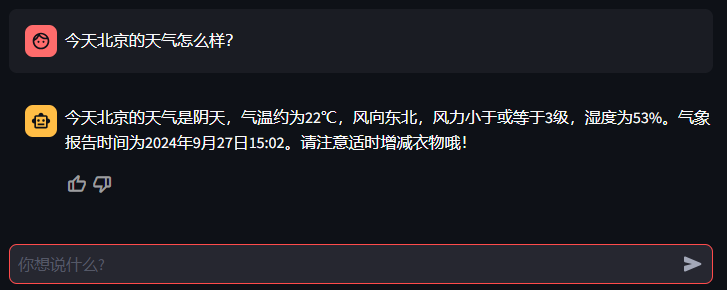 今天北京的天气怎么样？
今天北京的天气是阴天，气温约为22℃，风向东北，风力小于或等于3级，湿度为53%。气象
报告时间为2024年9月27日15:02。请注意适时增减衣物哦！
你想说什么?